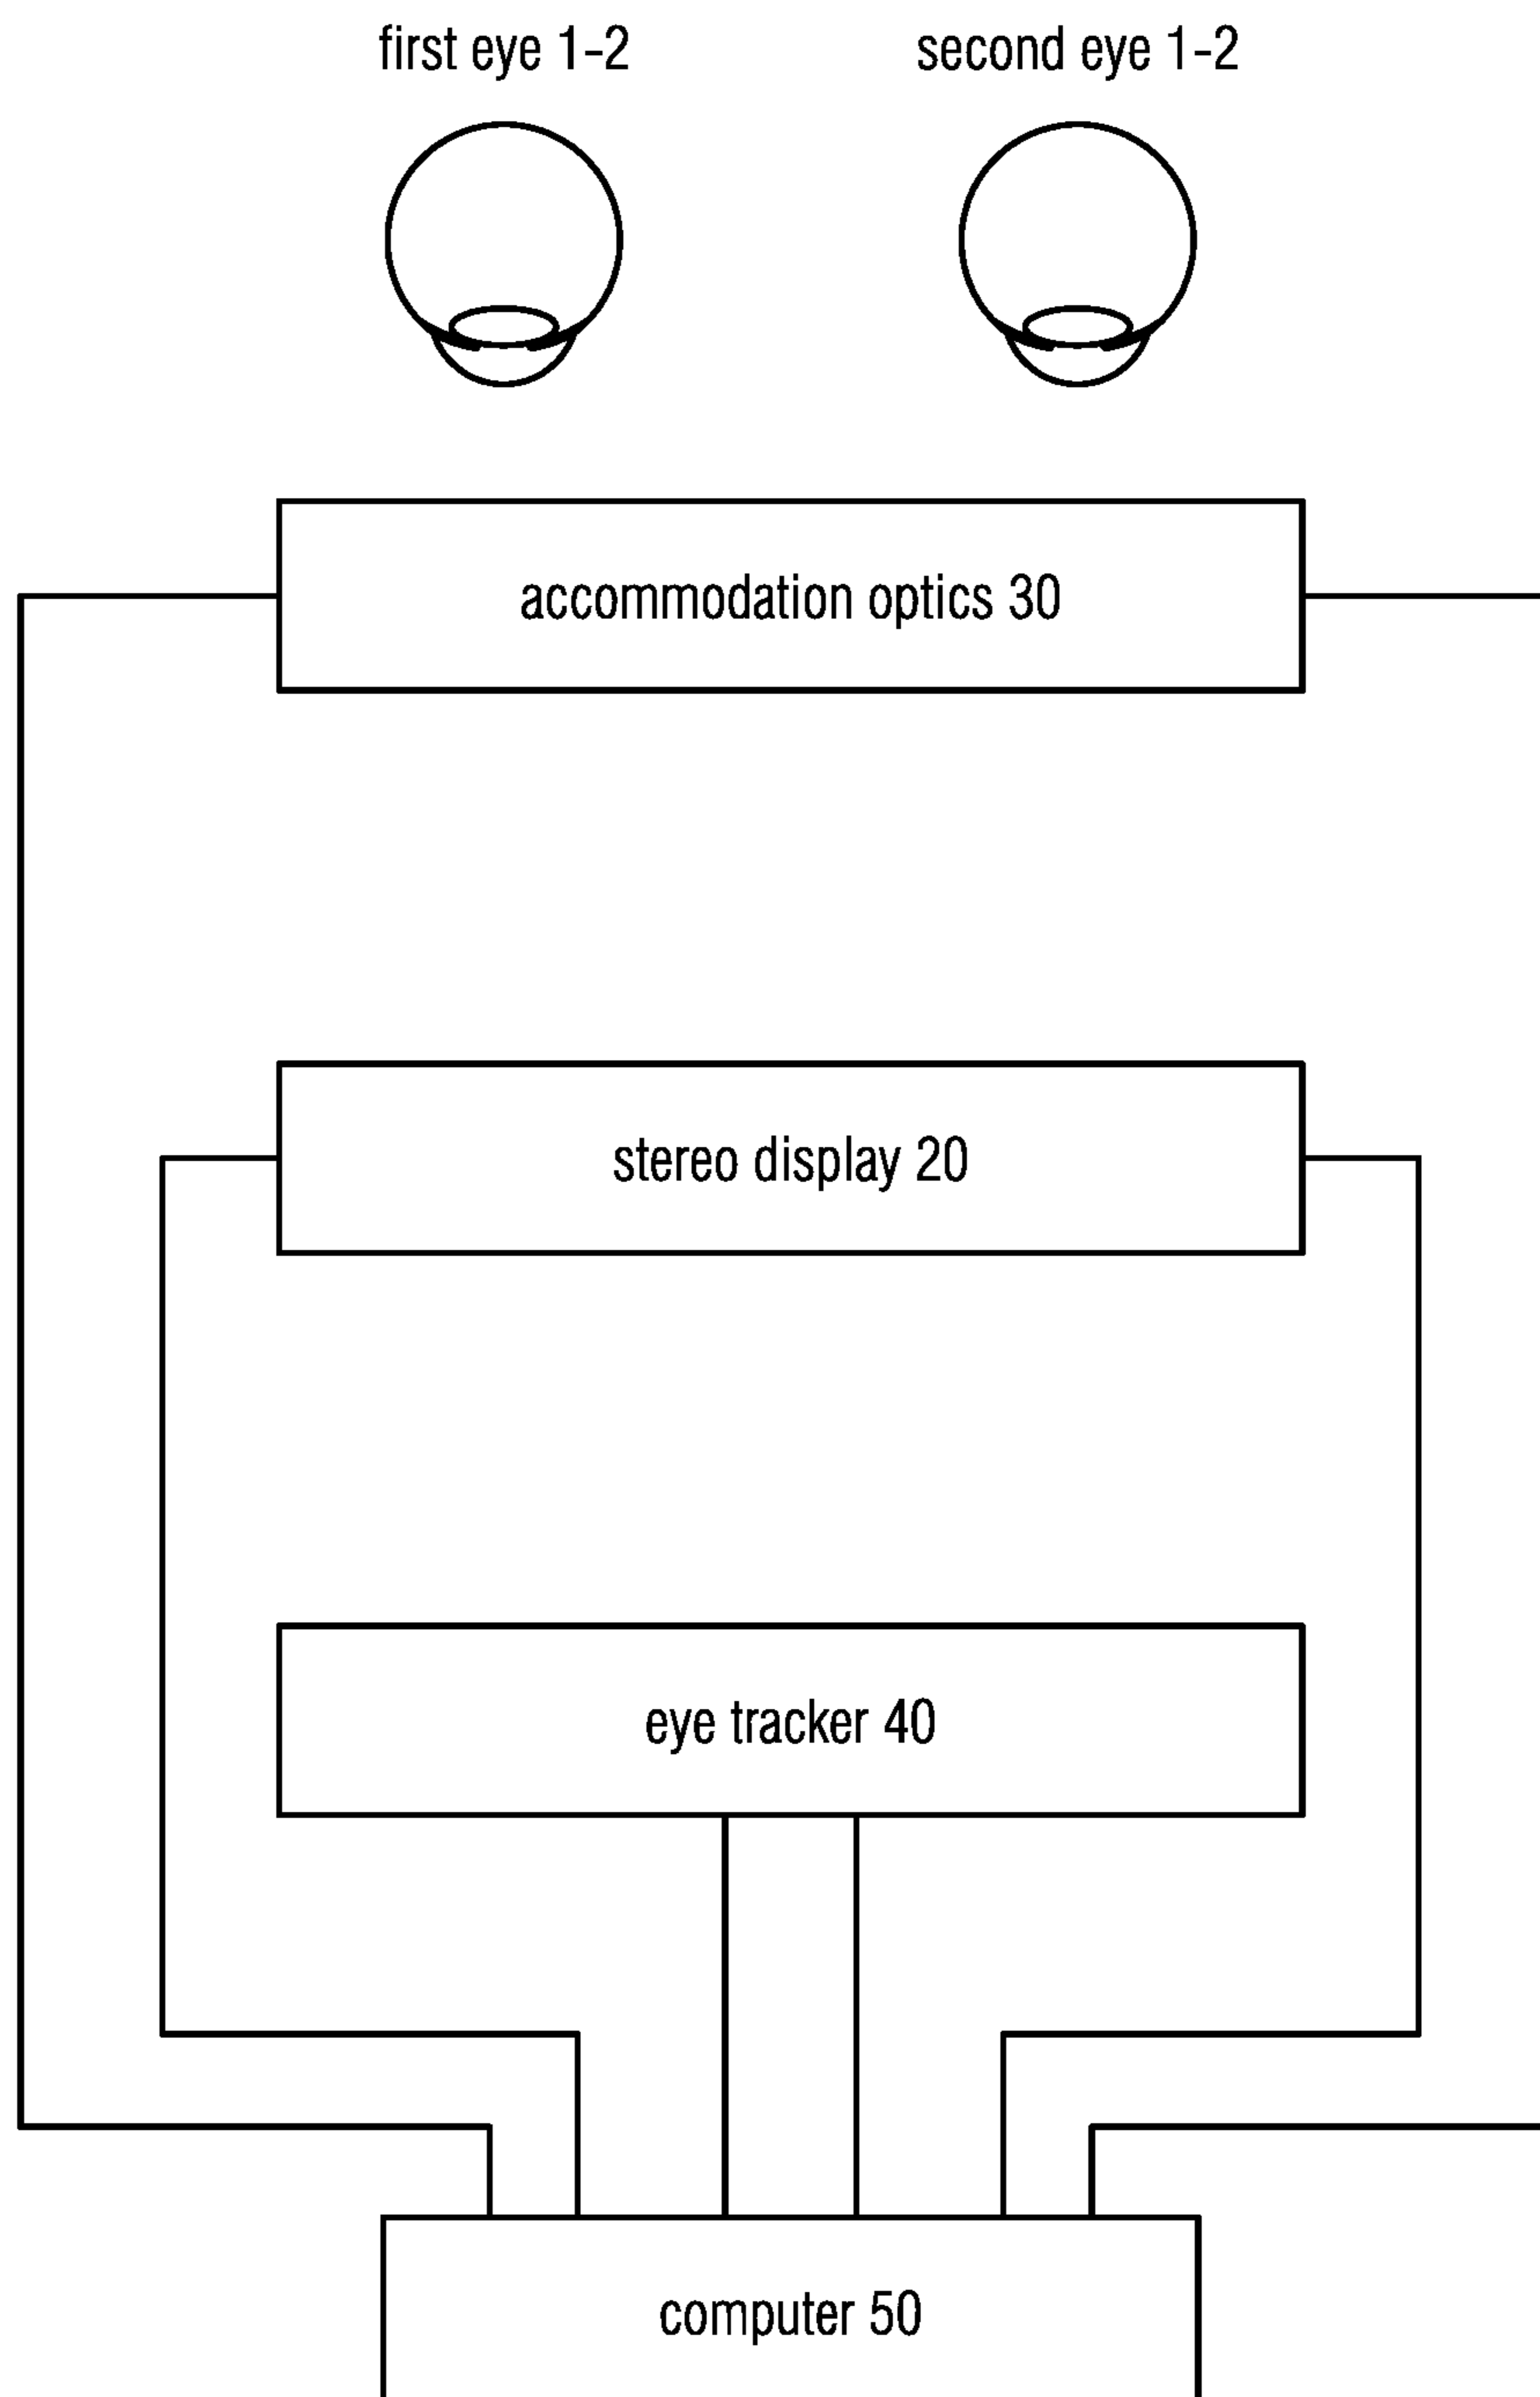 first eye 1-2
second eye 1-2
accommodation optics 30
stereo display 20
eye tracker 40
computer 50